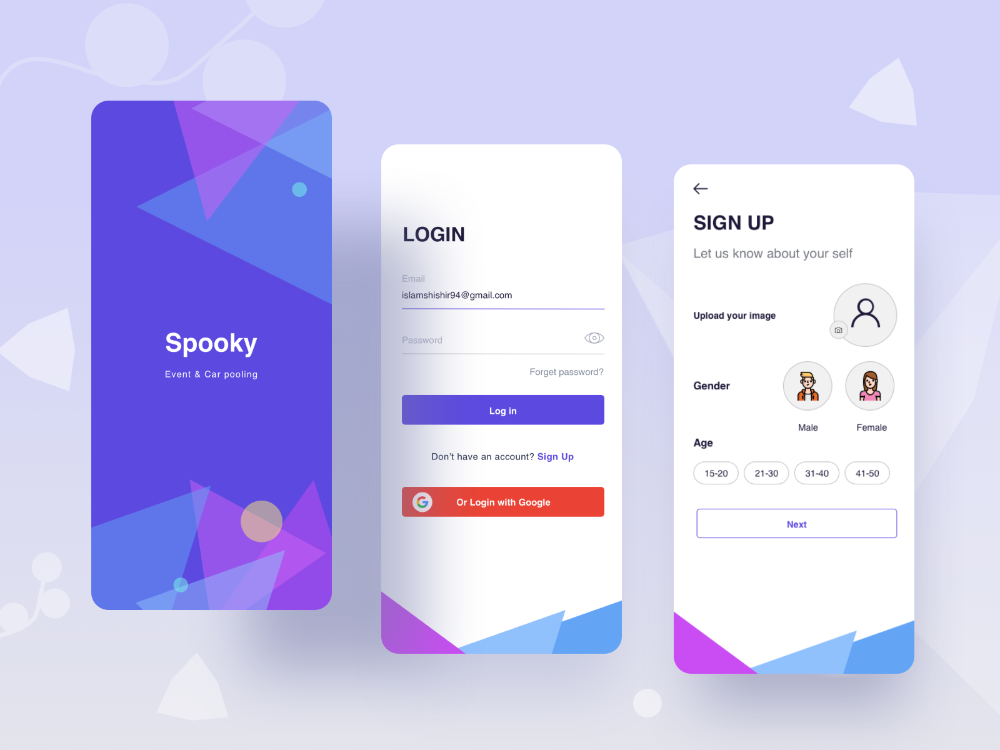 Spooky
Event & Car pooling
LOGIN
Email
islamshishir94@gmail.com
Password
Forget password?
Log in
Don't have an account? Sign Up
Or Login with Google
SIGN UP
Let us know about your self
Upload your image
Gender
Male Female
Age
15-20 21-30 31-40 41-50
Next